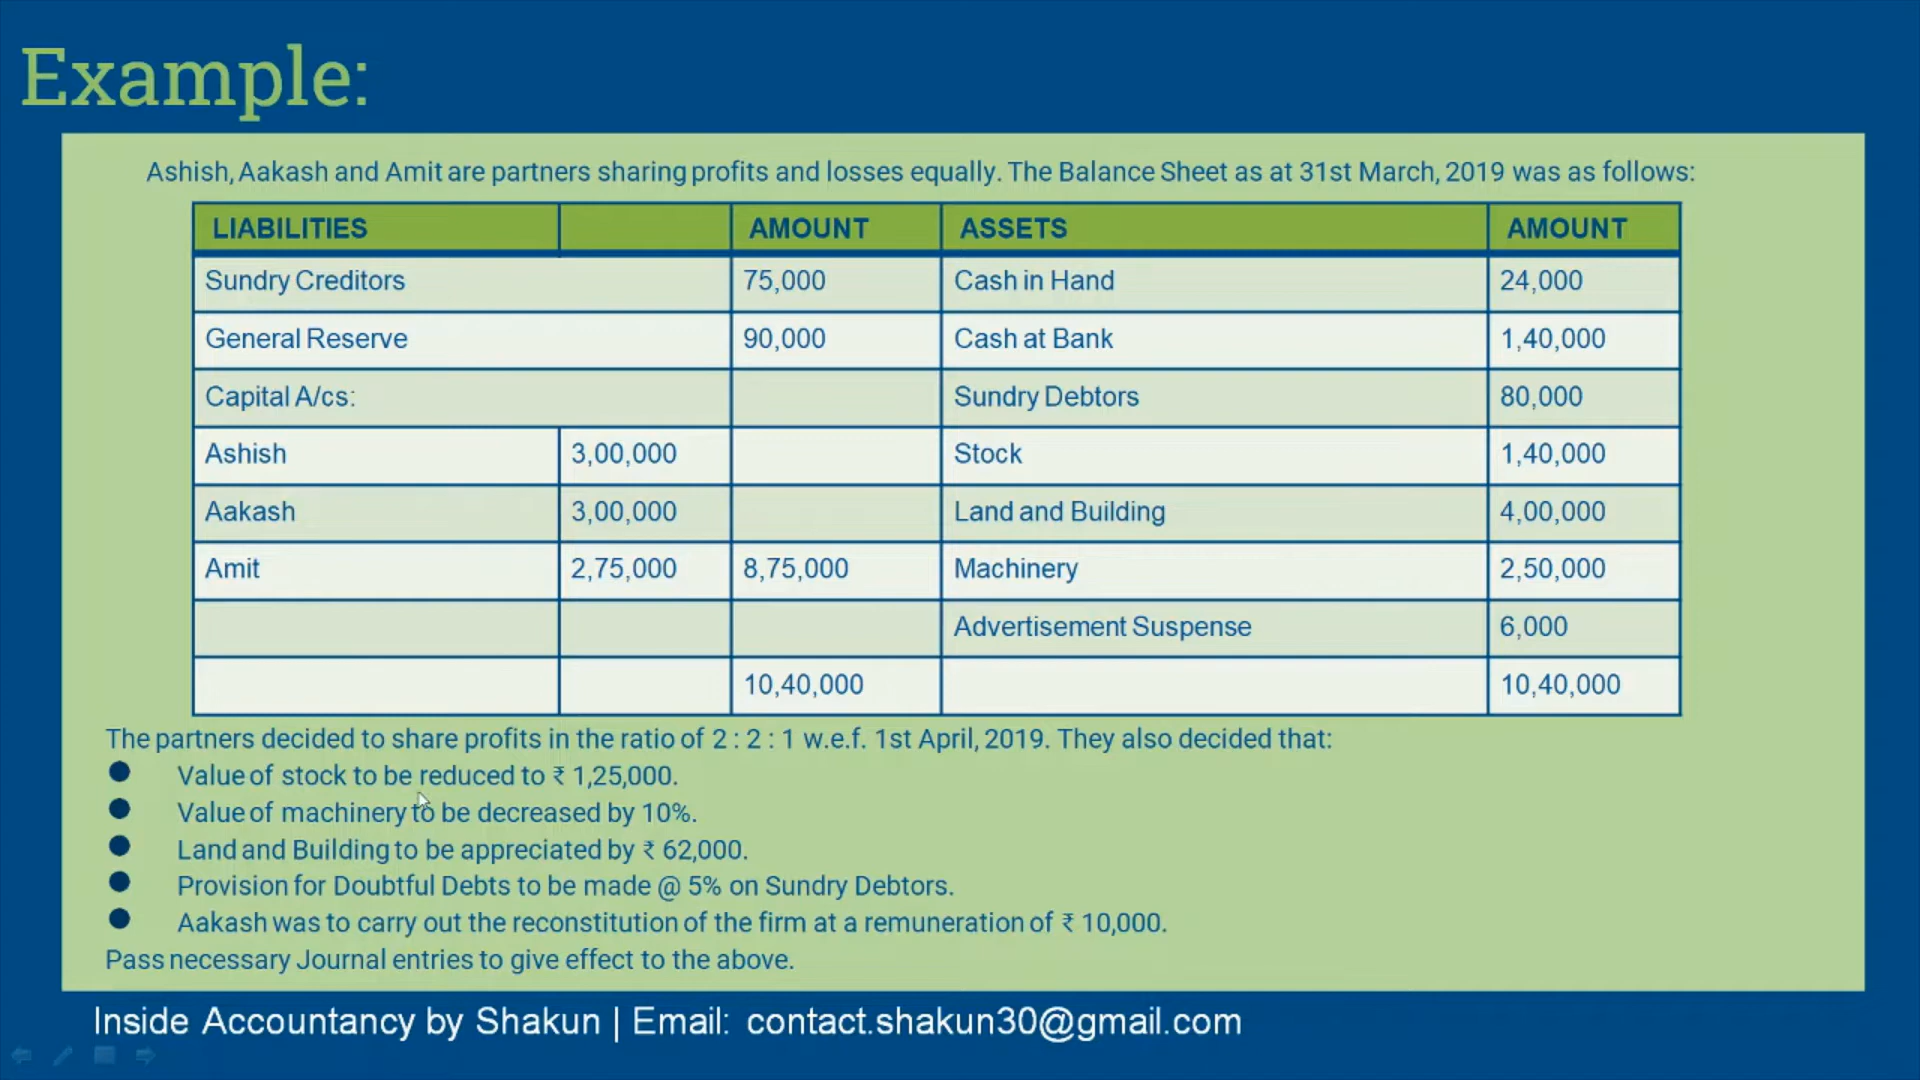 Example:
Ashish, Aakash and Amit are partners sharing profits and losses equally. The Balance Sheet as at 31st March, 2019 was as follows:
LIABILITIES AMOUNT ASSETS AMOUNT
Sundry Creditors 75,000 Cash in Hand 24,000
General Reserve 90,000 Cash at Bank 1,40,000
Capital A/cs: Sundry Debtors 80,000
Ashish 3,00,000 Stock 1,40,000
Aakash 3,00,000 Land and Building 4,00,000
Amit 2,75,000 8,75,000 Machinery 2,50,000
Advertisement Suspense 6,000
10,40,000 10,40,000
The partners decided to share profits in the ratio of 2 : 2 : 1 w.e.f. 1st April, 2019. They also decided that:
● Value of stock to be reduced to ₹ 1,25,000.
● Value of machinery to be decreased by 10%.
● Land and Building to be appreciated by ₹ 62,000.
● Provision for Doubtful Debts to be made @ 5% on Sundry Debtors.
● Aakash was to carry out the reconstitution of the firm at a remuneration of ₹ 10,000.
Pass necessary Journal entries to give effect to the above.
Inside Accountancy by Shakun | Email: contact.shakun30@gmail.com